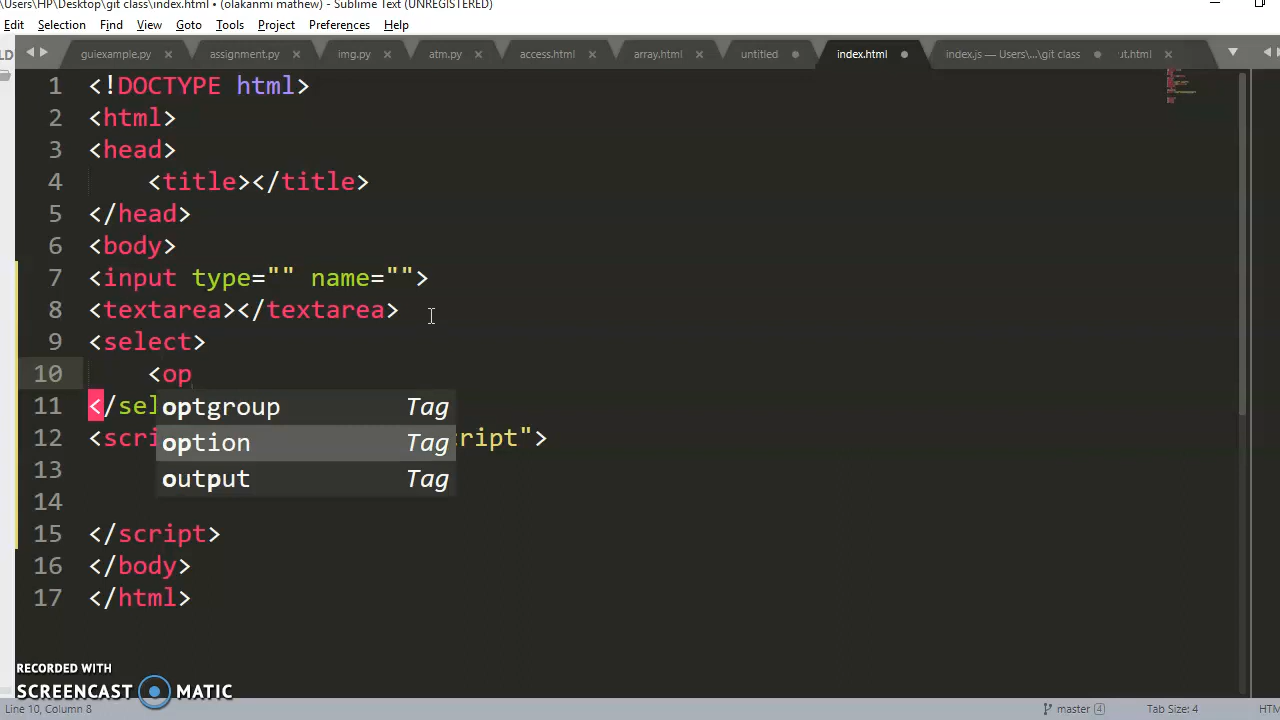 \Users\HP\Dasktop\git class\index.html • (olakanmi mathew) - Sublime Text (UNREGISTERED)
it Selection Find View Goto Tools Project Preferences Help
guiexample.py × assignment.py × img.py × atm.py × access.html × array.html × untitled index.html index.js — Users\...\git class ut.html ×
1 <!DOCTYPE html>
2 <html>
3 <head>
4 <title></title>
5 </head>
6 <body>
7 <input type="" name="">
8 <textarea></textarea>
9 <select>
10 <op
11 </sel
optgroup Tag
12 <scri cript">
option Tag
13
output Tag
14
15 </script>
16 </body>
17 </html>
RECORDED WITH
SCREENCAST MATIC
Line 10, Column 8 master 4 Tab Size: 4 HTM